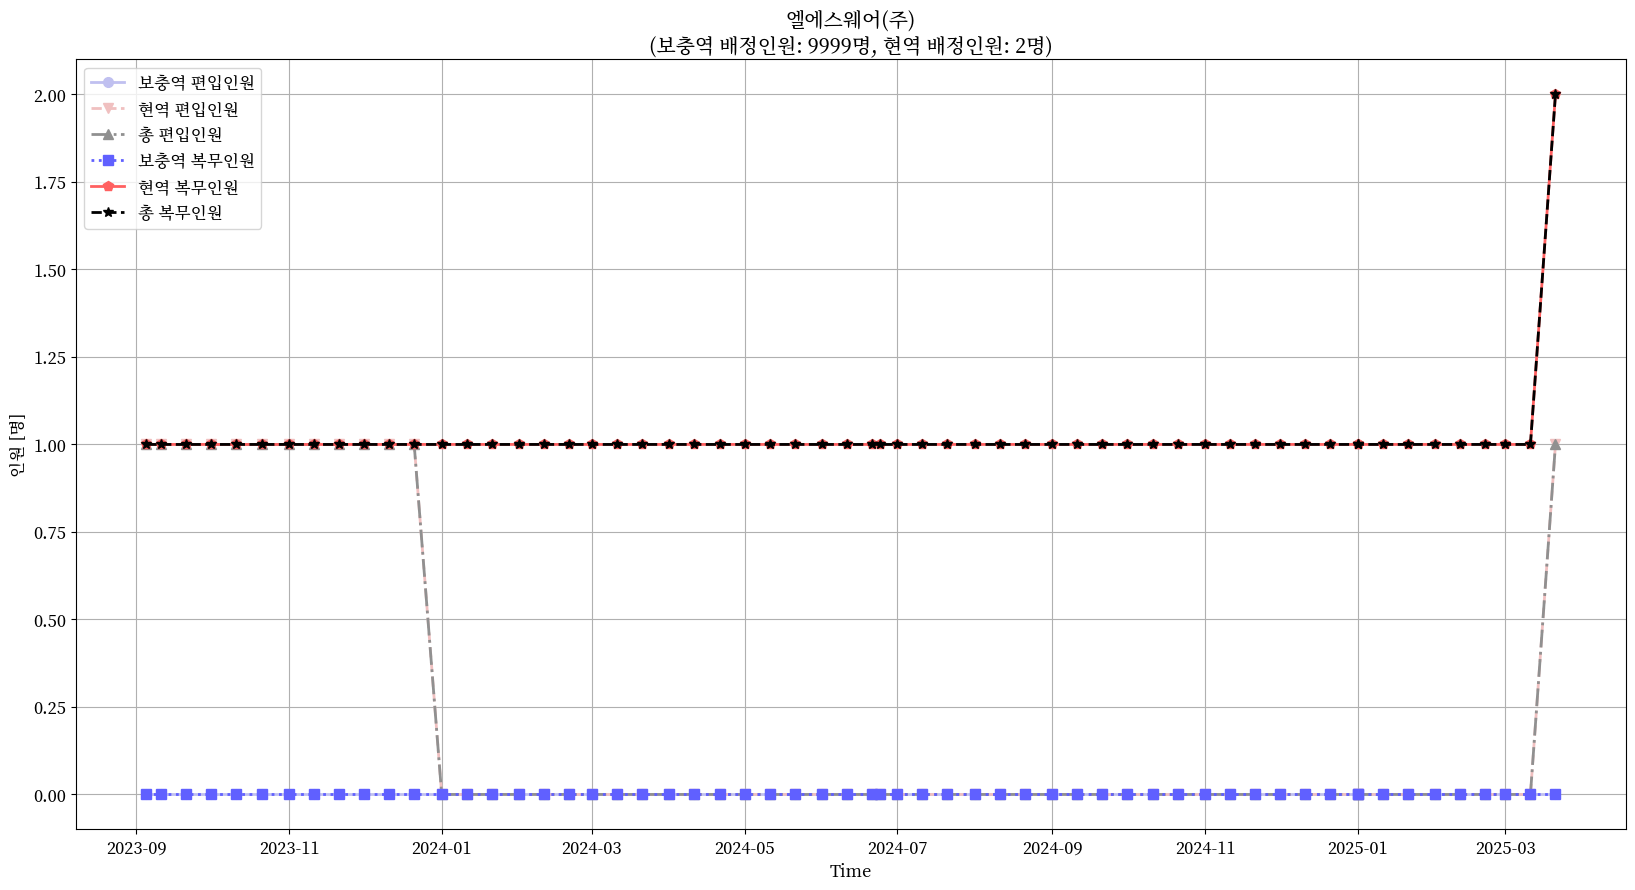 엘에스웨어(주)
(보충역 배정인원: 9999명, 현역 배정인원: 2명)
보충역 편입인원
현역 편입인원
총 편입인원
보충역 복무인원
현역 복무인원
총 복무인원
2.00
1.75
1.50
1.25
1.00
0.75
0.50
0.25
0.00
인원 [명]
2023-09 2023-11 2024-01 2024-03 2024-05 2024-07 2024-09 2024-11 2025-01 2025-03
Time